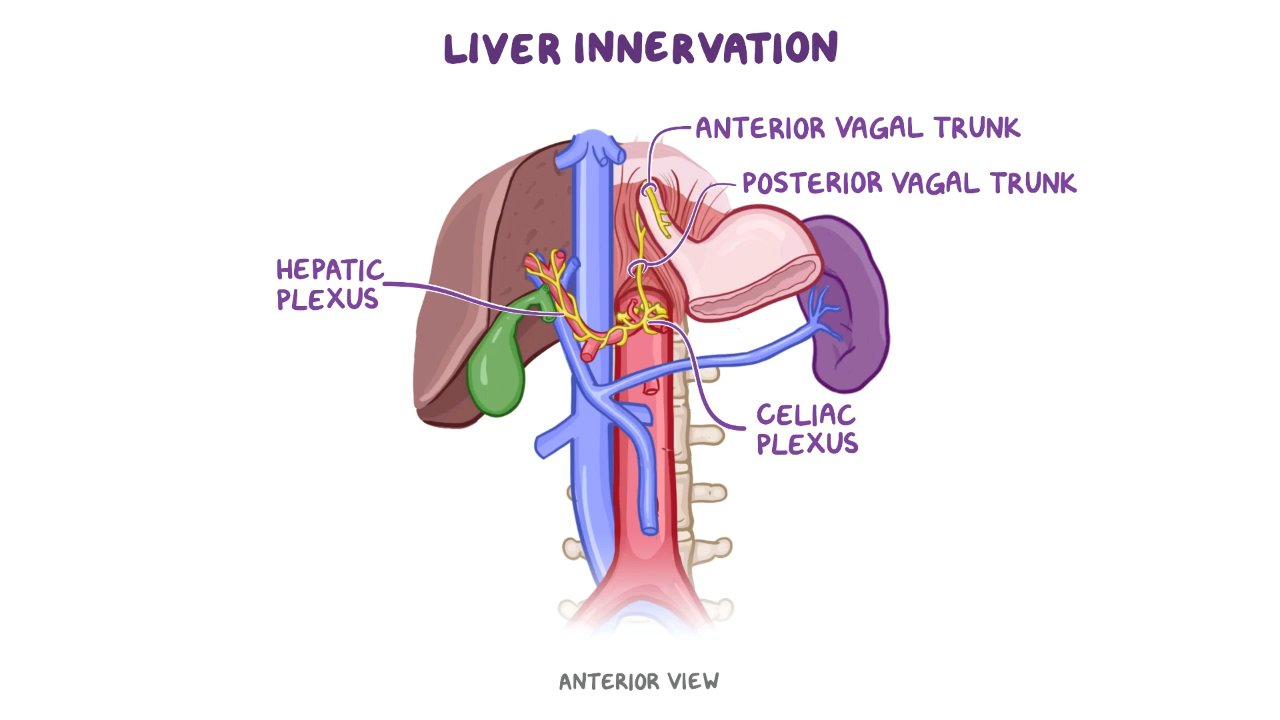 LIVER INNERVATION
ANTERIOR VAGAL TRUNK
POSTERIOR VAGAL TRUNK
HEPATIC
PLEXUS
CELIAC
PLEXUS
ANTERIOR VIEW